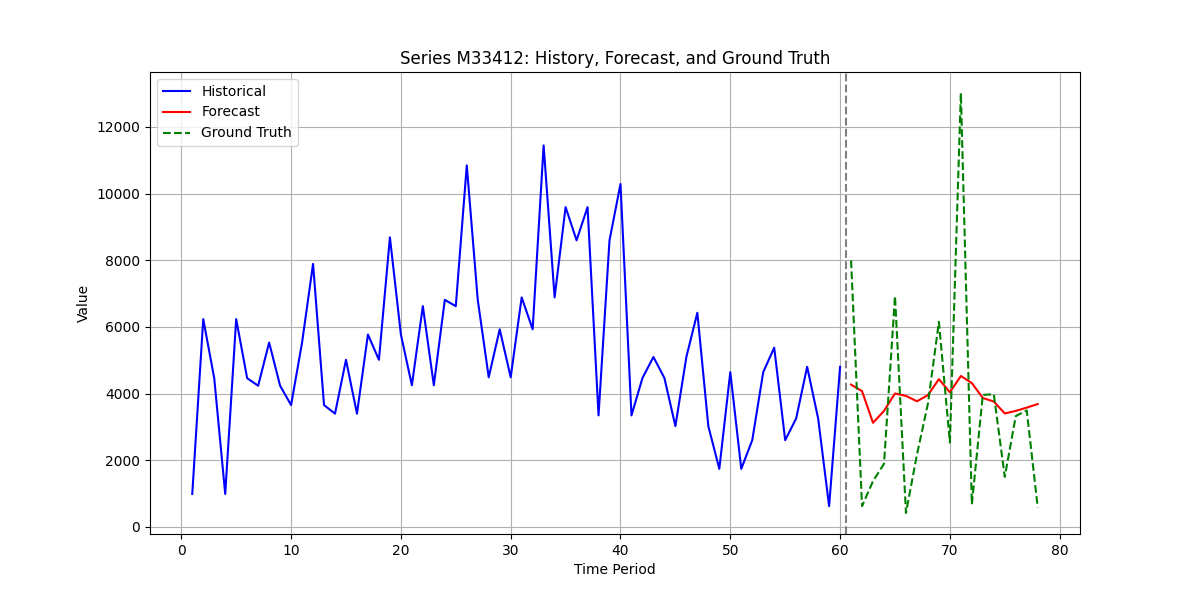 Series M33412: History, Forecast, and Ground Truth
Historical
Forecast
Ground Truth
12000
10000
8000
6000
4000
2000
0
Value
0 10 20 30 40 50 60 70 80
Time Period